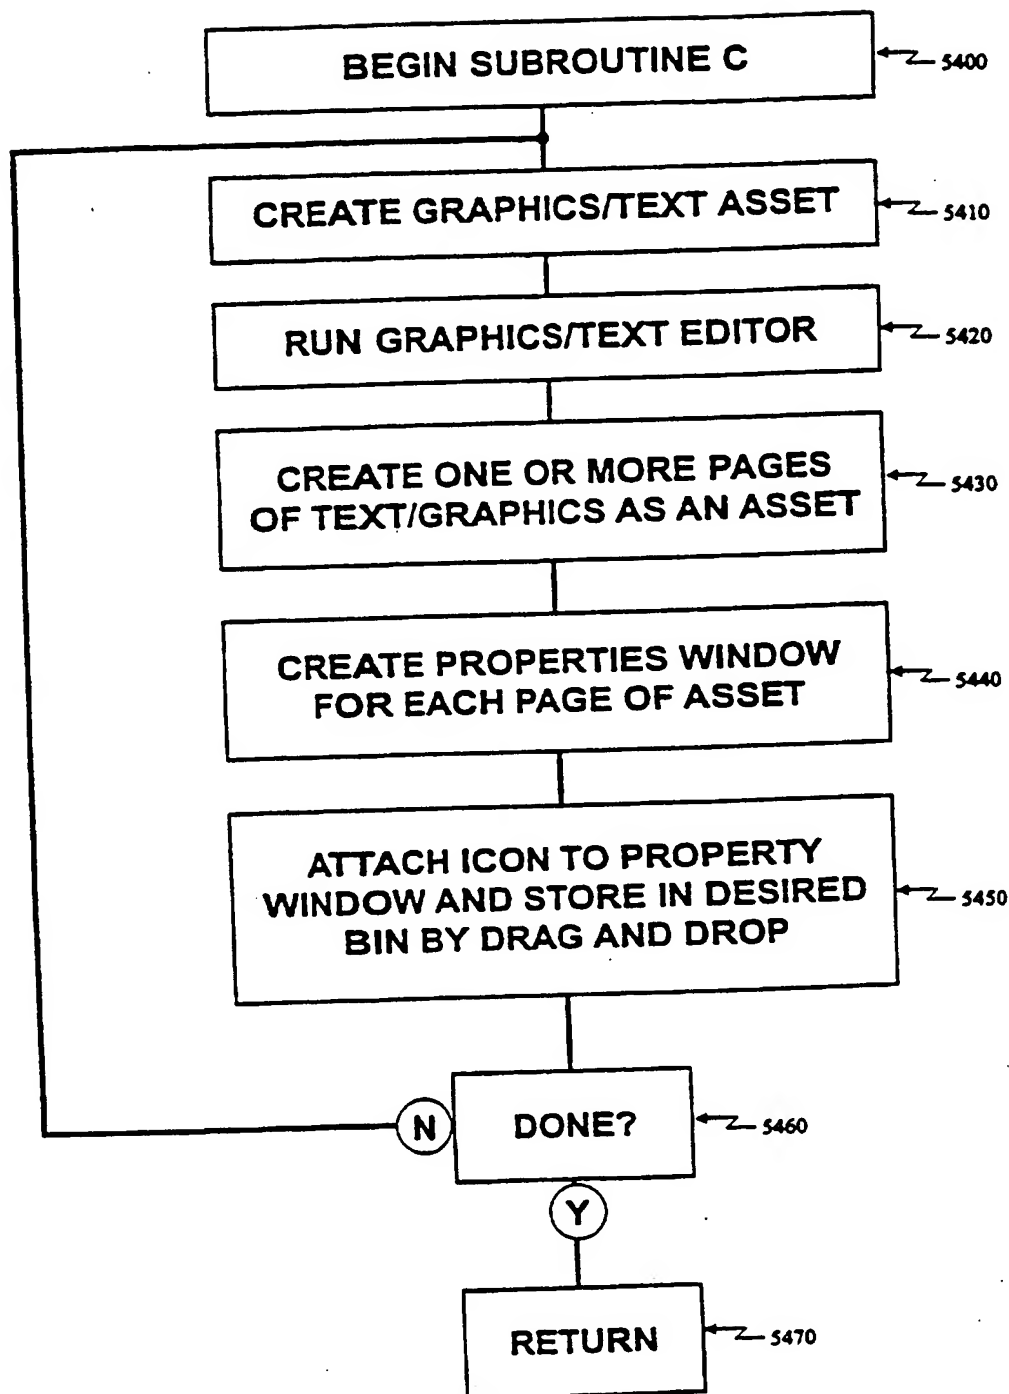 BEGIN SUBROUTINE C
5400
CREATE GRAPHICS/TEXT ASSET
5410
RUN GRAPHICS/TEXT EDITOR
5420
CREATE ONE OR MORE PAGES
OF TEXT/GRAPHICS AS AN ASSET
5430
CREATE PROPERTIES WINDOW
FOR EACH PAGE OF ASSET
5440
ATTACH ICON TO PROPERTY
WINDOW AND STORE IN DESIRED
BIN BY DRAG AND DROP
5450
N
DONE?
5460
Y
RETURN
5470